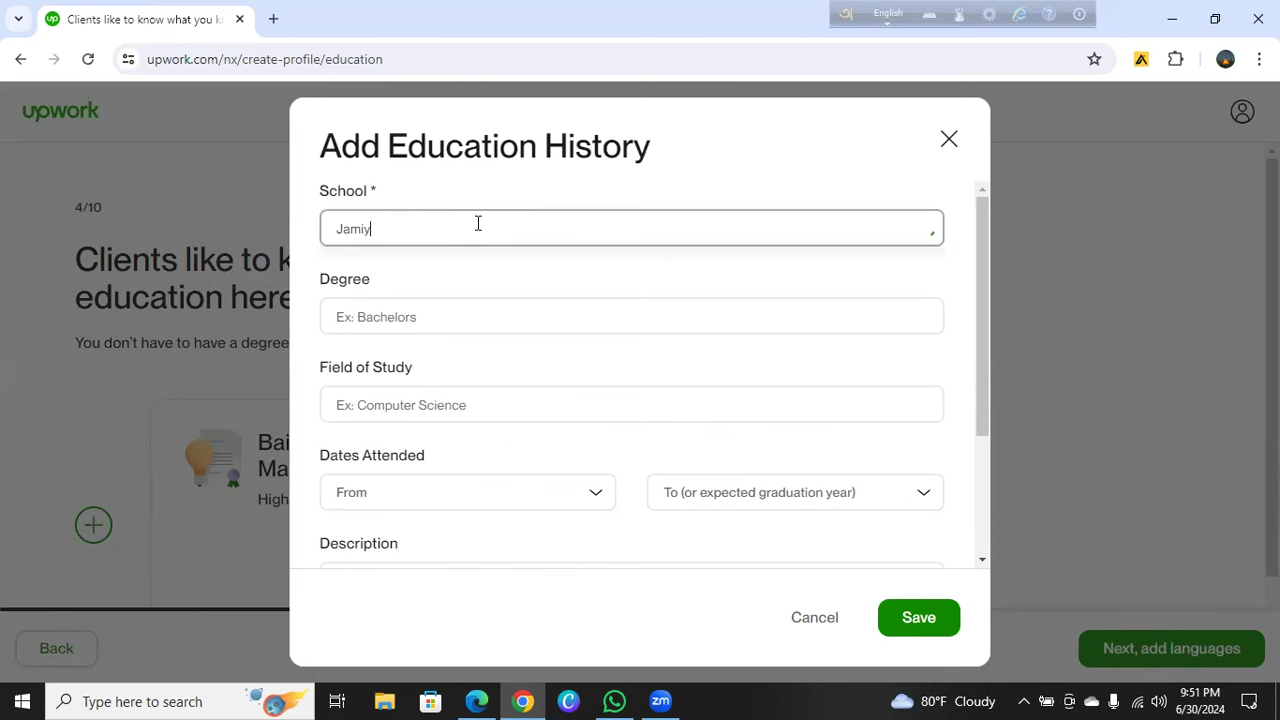 Clients like to know what you k
English
upwork.com/nx/create-profile/education
upwork
4/10
Clients like to k
education here
You don't have to have a degree
Bai
Ma
High
Add Education History
School *
Jamiy
Degree
Ex: Bachelors
Field of Study
Ex: Computer Science
Dates Attended
From
To (or expected graduation year)
Description
Cancel
Save
Back
Next, add languages
Type here to search
zm
80°F Cloudy
9:51 PM
6/30/2024